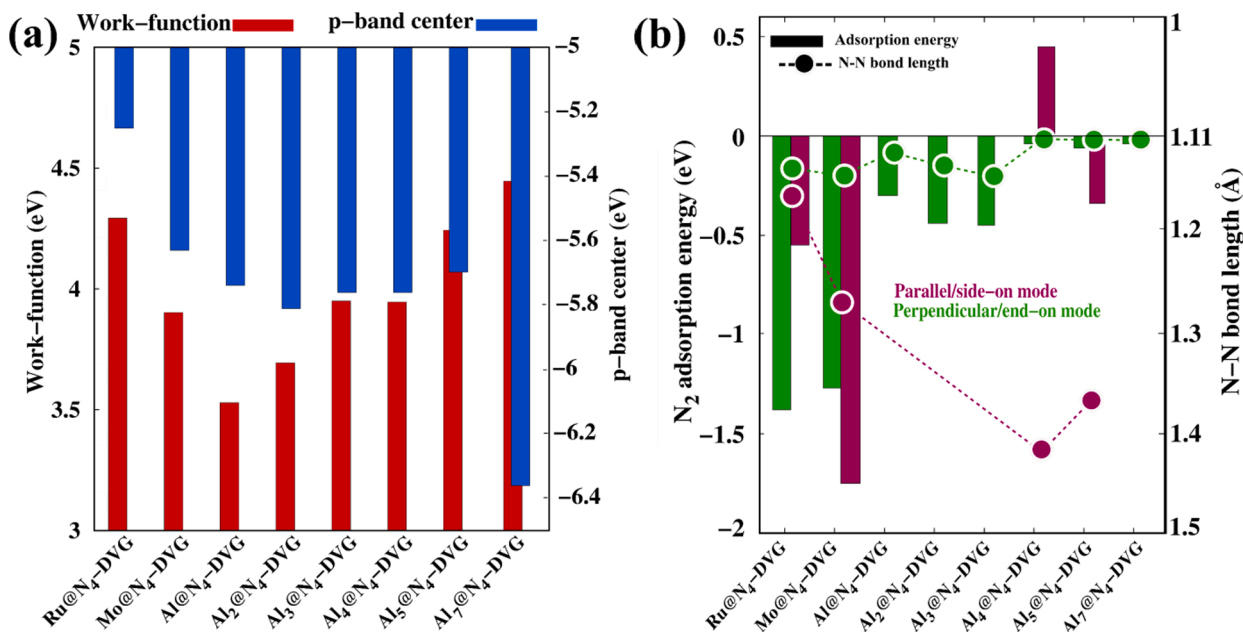 (a)
Work-function
p-band center
5
4.5
4
3.5
3
Work-function (eV)
-5
-5.2
-5.4
-5.6
-5.8
-6
-6.2
-6.4
p-band center (eV)
Ru@N4-DVG
Mo@N4-DVG
Al@N4-DVG
Al2@N4-DVG
Al3@N4-DVG
Al4@N4-DVG
Al5@N4-DVG
Al7@N4-DVG
(b)
Adsorption energy
N-N bond length
0.5
0
-0.5
-1
-1.5
-2
N2 adsorption energy (eV)
Parallel/side-on mode
Perpendicular/end-on mode
1
1.11
1.2
1.3
1.4
1.5
N-N bond length (Å)
Ru@N4-DVG
Mo@N4-DVG
Al@N4-DVG
Al2@N4-DVG
Al3@N4-DVG
Al4@N4-DVG
Al5@N4-DVG
Al7@N4-DVG